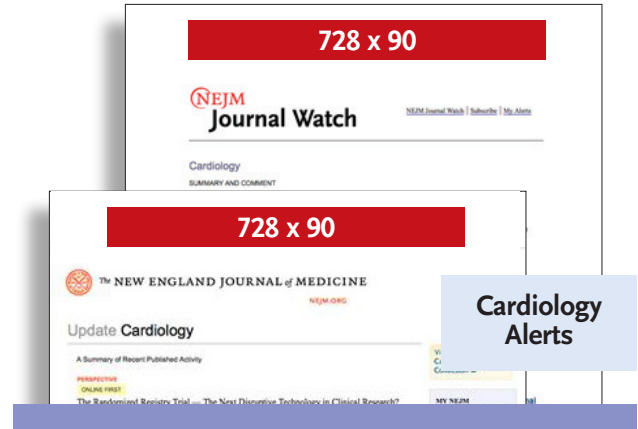 728 x 90
NEJM
Journal Watch
NEJM Journal Watch | Subscribe | My Alerts
Cardiology
SUMMARY AND COMMENT
728 x 90
The NEW ENGLAND JOURNAL of MEDICINE
NEJM.ORG
Update Cardiology
A Summary of Recent Published Activity
PERSPECTIVE
ONLINE FIRST
The Randomized Registry Trial — The Next Disruptive Technology in Clinical Research?
MY NEJM
Cardiology
Alerts